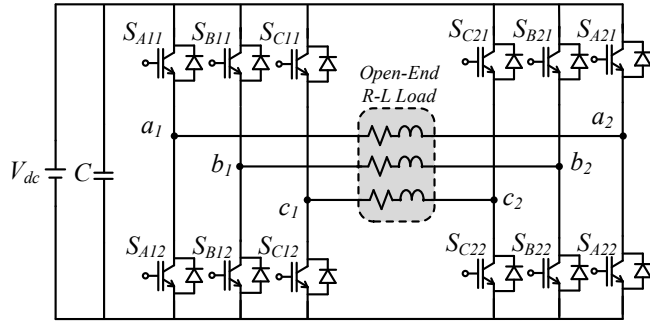 S_A11 S_B11 S_C11 S_C21 S_B21 S_A21
Open-End
R-L Load
a_1 a_2
b_1 b_2
V_dc C
c_1 c_2
S_A12 S_B12 S_C12 S_C22 S_B22 S_A22